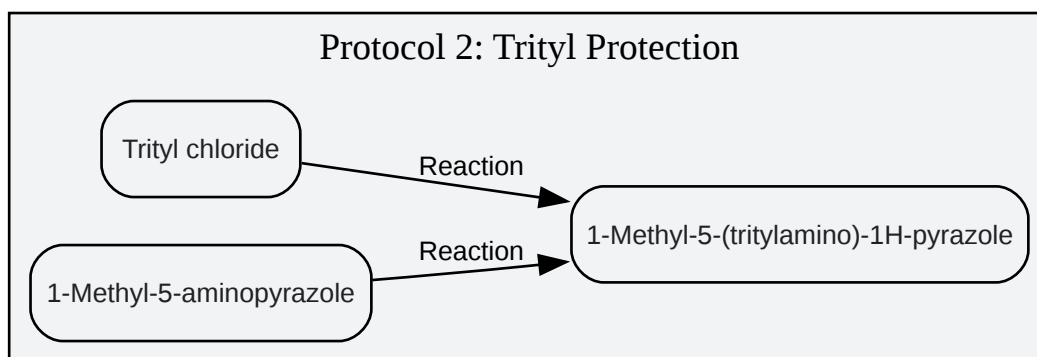 Protocol 2: Trityl Protection
Trityl chloride
Reaction
1-Methyl-5-(tritylamino)-1H-pyrazole
Reaction
1-Methyl-5-aminopyrazole